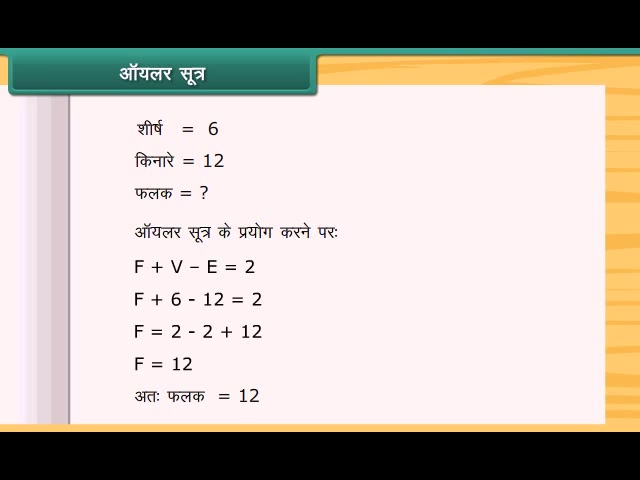 ऑयलर सूत्र
शीर्ष = 6
किनारे = 12
फलक = ?
ऑयलर सूत्र के प्रयोग करने परः
F + V – E = 2
F + 6 - 12 = 2
F = 2 - 2 + 12
F = 12
अतः फलक = 12